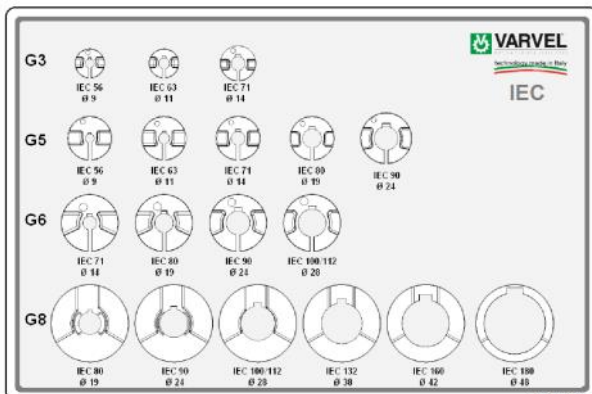 VARVEL
technology made in Italy
IEC
G3
IEC 56 IEC 63 IEC 71
Ø 9 Ø 11 Ø 14
G5
IEC 56 IEC 63 IEC 71 IEC 80 IEC 90
Ø 9 Ø 11 Ø 14 Ø 19 Ø 24
G6
IEC 71 IEC 80 IEC 90 IEC 100/112
Ø 14 Ø 19 Ø 24 Ø 28
G8
IEC 80 IEC 90 IEC 100/112 IEC 132 IEC 160 IEC 180
Ø 19 Ø 24 Ø 28 Ø 38 Ø 42 Ø 48